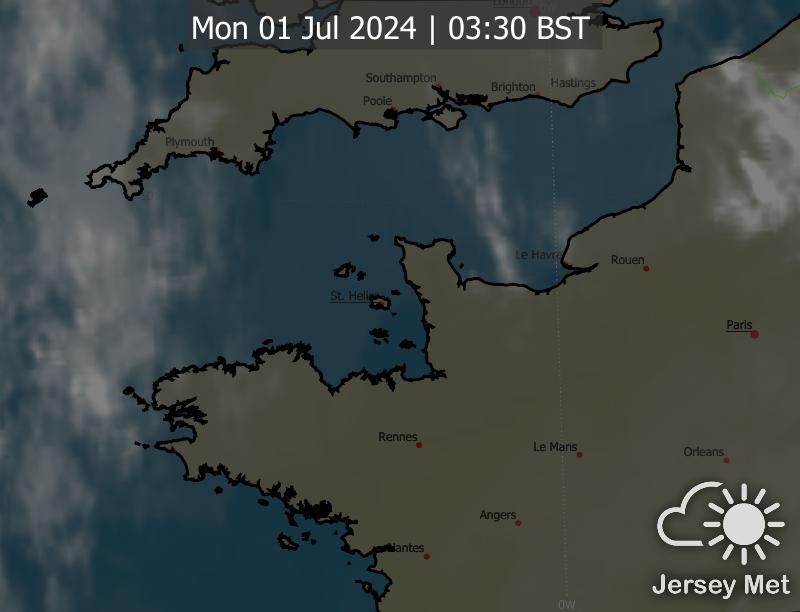 London
0W
Mon 01 Jul 2024 | 03:30 BST
Southampton
Brighton
Hastings
Poole
Plymouth
Le Havre
Rouen
St. Helier
Paris
Rennes
Le Mans
Orleans
Angers
Nantes
0W
Jersey Met